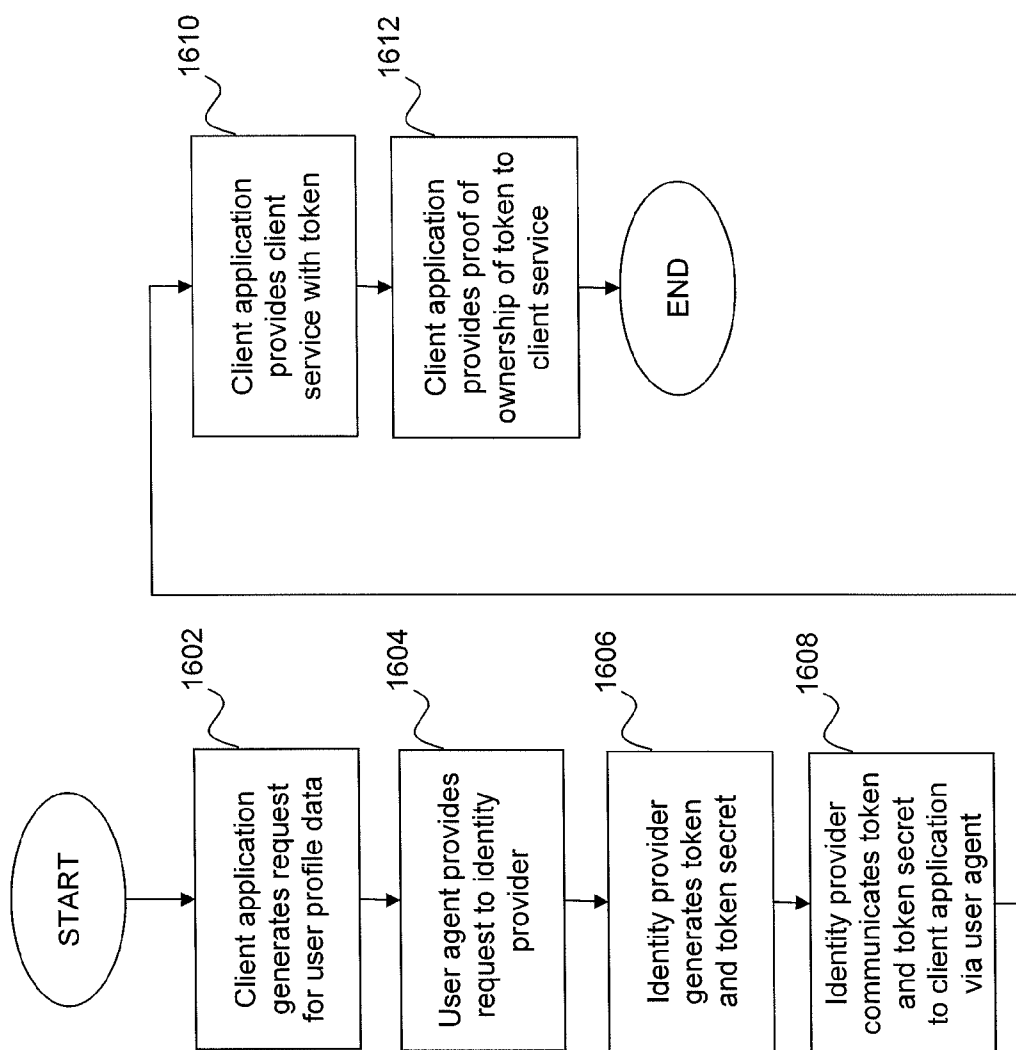 START
1602
Client application
generates request
for user profile data
1604
User agent provides
request to identity
provider
1606
Identity provider
generates token
and token secret
1608
Identity provider
communicates token
and token secret
to client application
via user agent
1610
Client application
provides client
service with token
1612
Client application
provides proof of
ownership of token to
client service
END